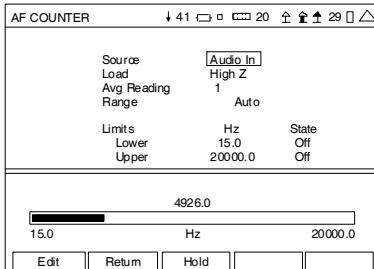 AF COUNTER 41 20 29
Source Audio In
Load High Z
Avg Reading 1
Range Auto
Limits Hz State
Lower 15.0 Off
Upper 20000.0 Off
4926.0
15.0 Hz 20000.0
Edit Return Hold